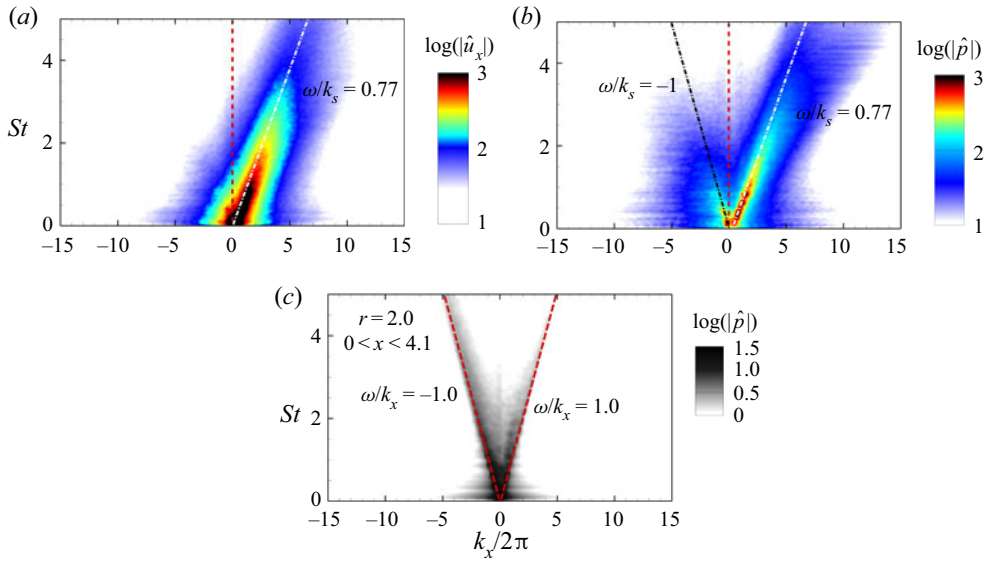 (a)
(b)
log(|û_x|)
log(|p̂|)
St
4
2
0
ω/k_s = 0.77
3
2
1
4
2
0
ω/k_s = −1
ω/k_s = 0.77
3
2
1
−15 −10 −5 0 5 10 15
−15 −10 −5 0 5 10 15
(c)
log(|p̂|)
St
4
2
0
r = 2.0
0 < x < 4.1
ω/k_x = −1.0
ω/k_x = 1.0
1.5
1.0
0.5
0
−15 −10 −5 0 5 10 15
k_x/2π